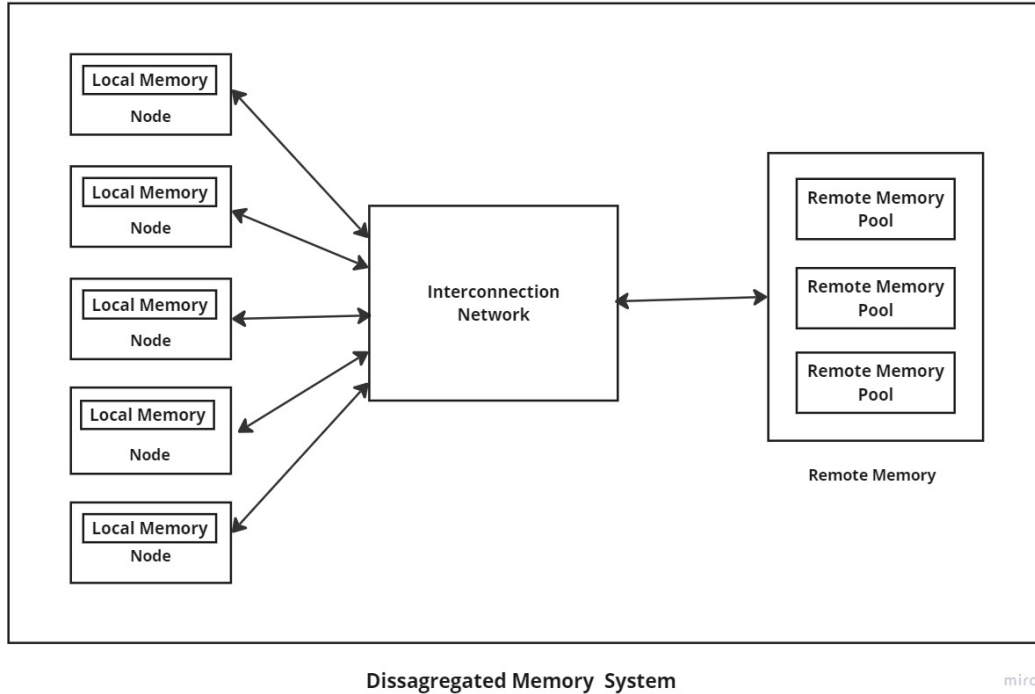 Local Memory
Node
Local Memory
Node
Local Memory
Node
Local Memory
Node
Local Memory
Node
Interconnection
Network
Remote Memory
Pool
Remote Memory
Pool
Remote Memory
Pool
Remote Memory
Dissagregated Memory System